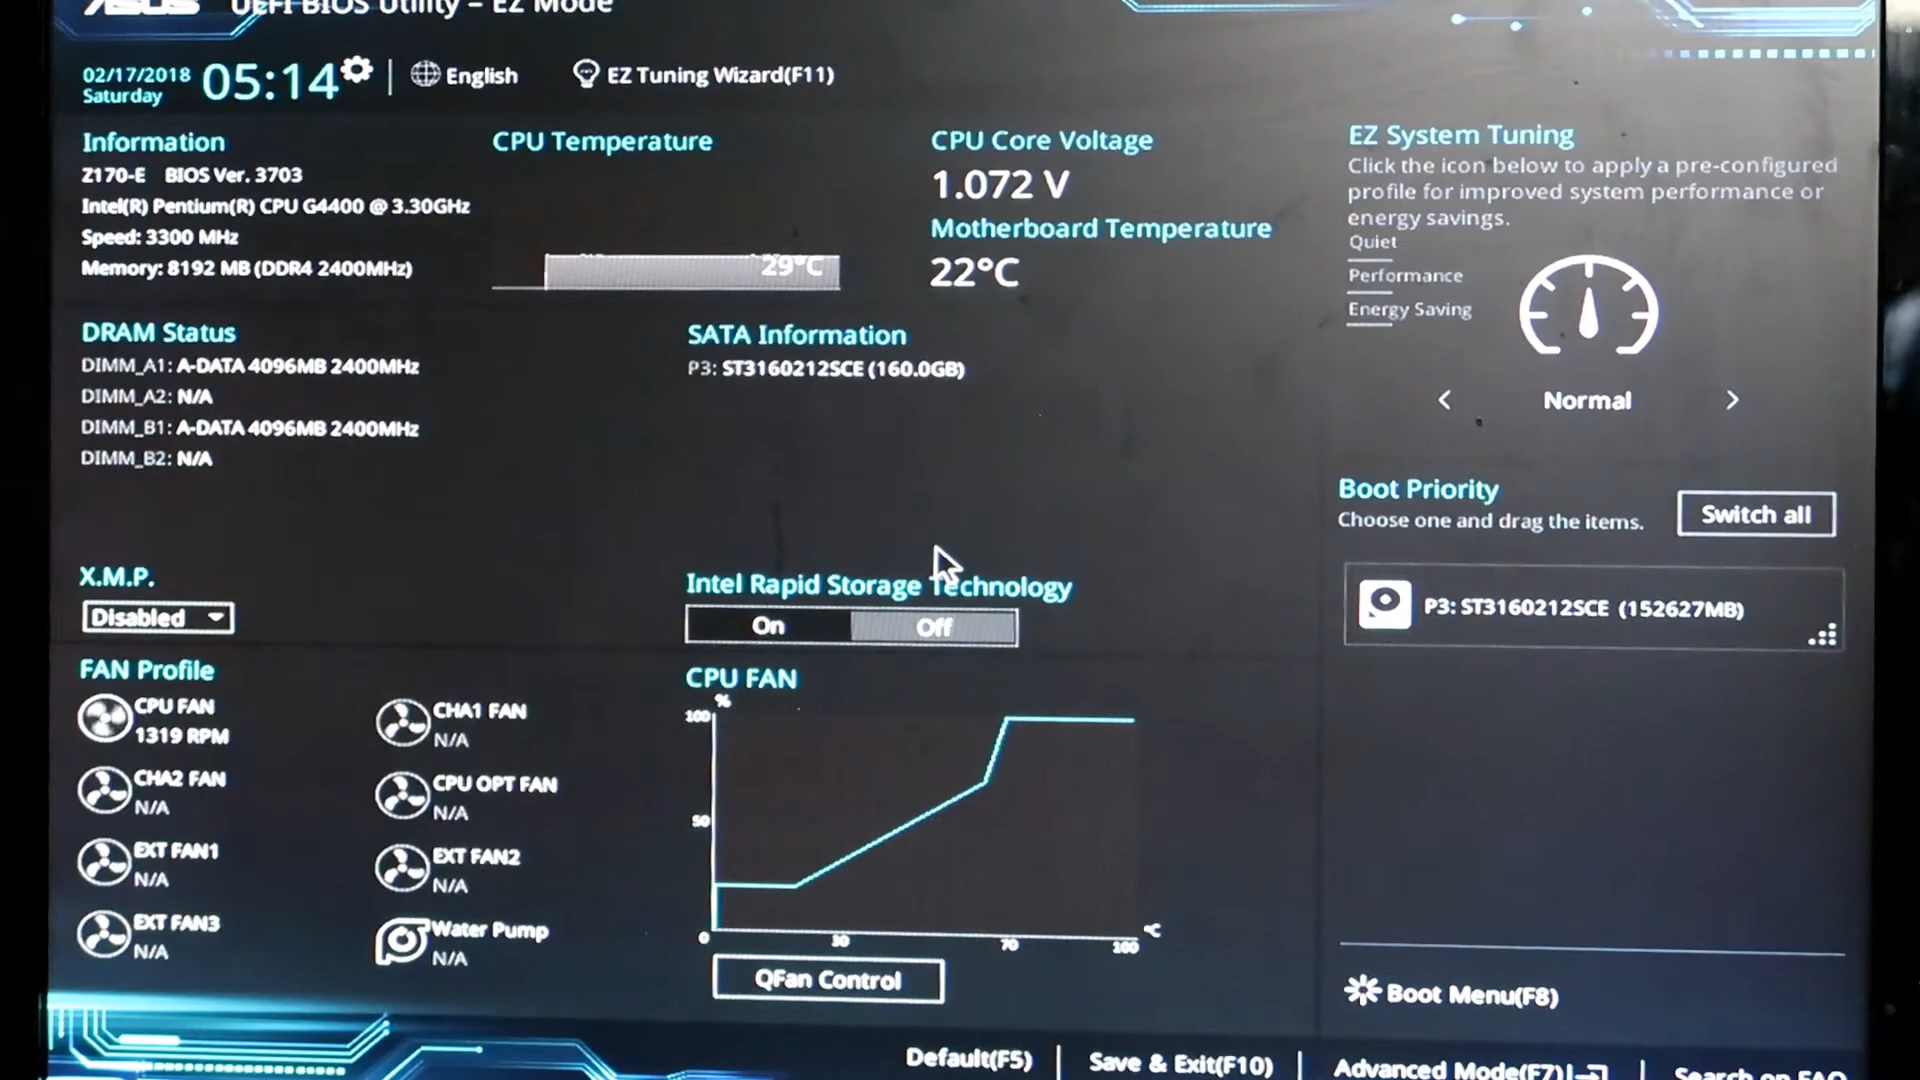 ASUS UEFI BIOS Utility – EZ Mode
02/17/2018
Saturday
05:14
English
EZ Tuning Wizard(F11)
Information
Z170-E BIOS Ver. 3703
Intel(R) Pentium(R) CPU G4400 @ 3.30GHz
Speed: 3300 MHz
Memory: 8192 MB (DDR4 2400MHz)
CPU Temperature
29°C
CPU Core Voltage
1.072 V
Motherboard Temperature
22°C
EZ System Tuning
Click the icon below to apply a pre-configured
profile for improved system performance or
energy savings.
Quiet
Performance
Energy Saving
Normal
DRAM Status
DIMM_A1: A-DATA 4096MB 2400MHz
DIMM_A2: N/A
DIMM_B1: A-DATA 4096MB 2400MHz
DIMM_B2: N/A
SATA Information
P3: ST3160212SCE (160.0GB)
Boot Priority
Choose one and drag the items.
Switch all
P3: ST3160212SCE (152627MB)
X.M.P.
Disabled
Intel Rapid Storage Technology
On
Off
FAN Profile
CPU FAN
1319 RPM
CHA1 FAN
N/A
CHA2 FAN
N/A
CPU OPT FAN
N/A
EXT FAN1
N/A
EXT FAN2
N/A
EXT FAN3
N/A
Water Pump
N/A
CPU FAN
%
100
50
0
30
70
100
°C
QFan Control
Boot Menu(F8)
Default(F5)
Save & Exit(F10)
Advanced Mode(F7)
Search on FAQ